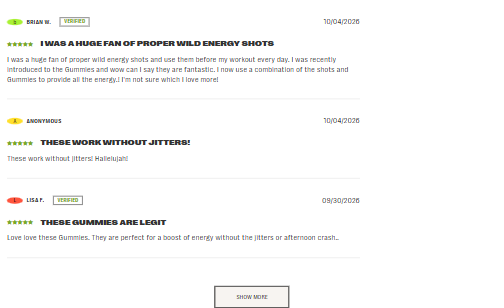 BRIAN W. VERIFIED 10/04/2026
I WAS A HUGE FAN OF PROPER WILD ENERGY SHOTS
I was a huge fan of proper wild energy shots and use them before my workout every day. I was recently
introduced to the Gummies and wow can I say they are fantastic. I now use a combination of the shots and
Gummies to provide all the energy.! I'm not sure which I love more!
ANONYMOUS 10/04/2026
THESE WORK WITHOUT JITTERS!
These work without jitters! Hallelujah!
L LISA F. VERIFIED 09/30/2026
THESE GUMMIES ARE LEGIT
Love love these Gummies. They are perfect for a boost of energy without the jitters or afternoon crash..
SHOW MORE